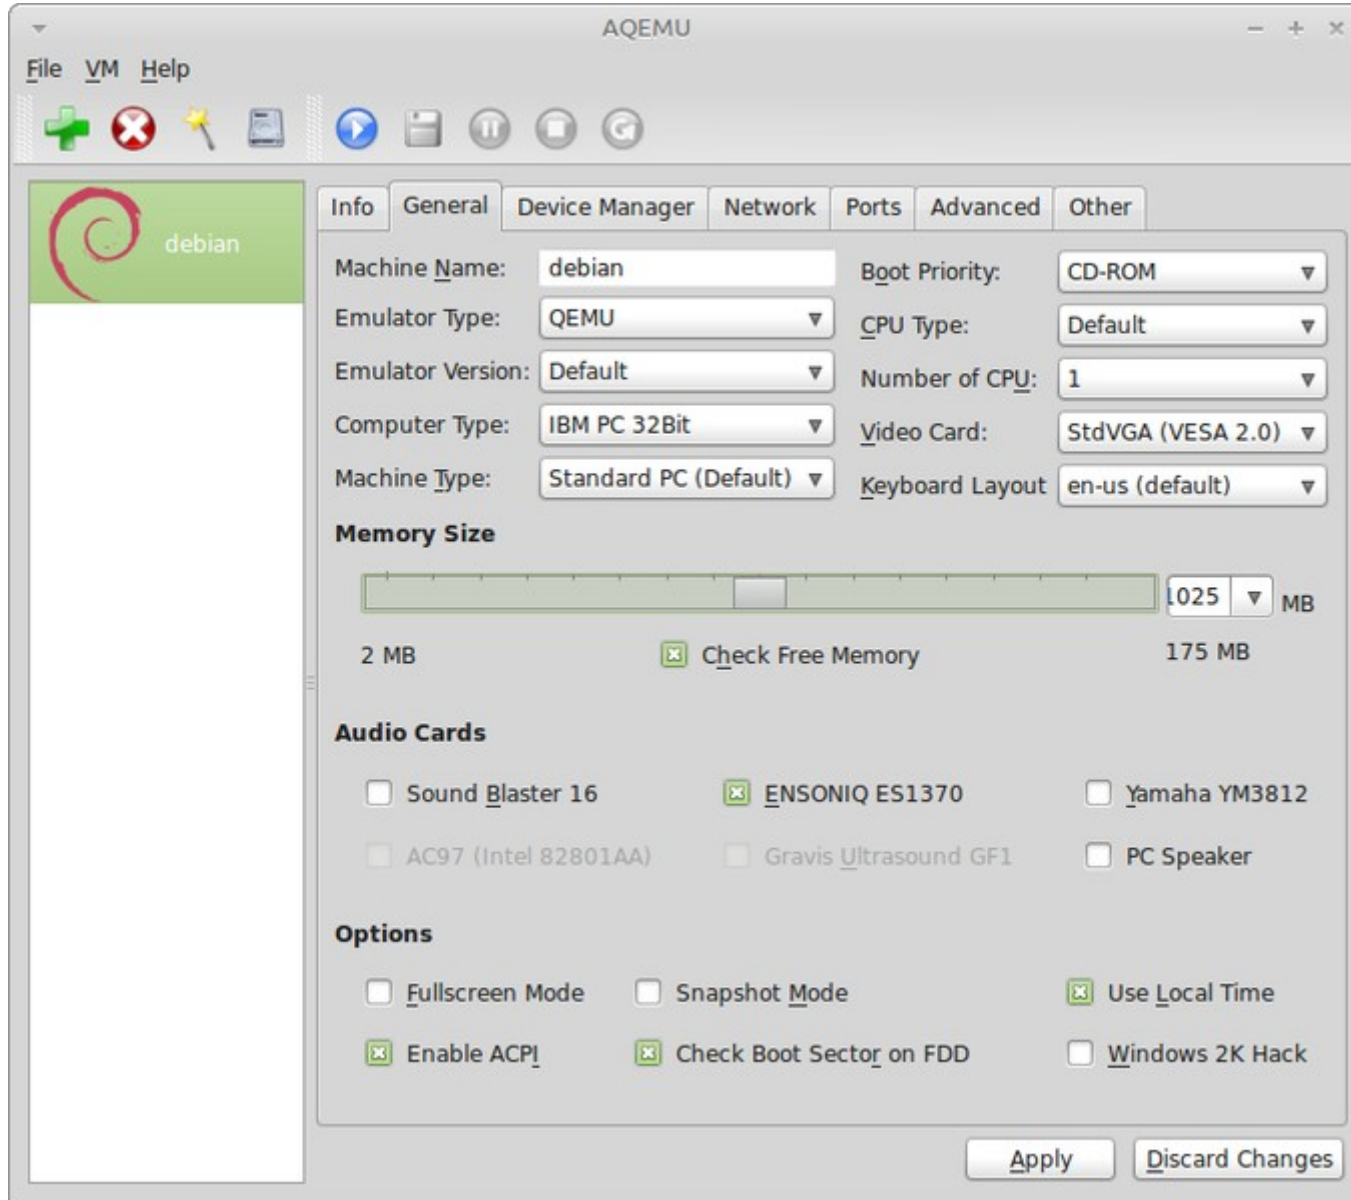 AQEMU
File VM Help
debian
Info General Device Manager Network Ports Advanced Other
Machine Name: debian
Boot Priority: CD-ROM
Emulator Type: QEMU
CPU Type: Default
Emulator Version: Default
Number of CPU: 1
Computer Type: IBM PC 32Bit
Video Card: StdVGA (VESA 2.0)
Machine Type: Standard PC (Default)
Keyboard Layout en-us (default)
Memory Size
1025 MB
2 MB
Check Free Memory
175 MB
Audio Cards
Sound Blaster 16
ENSONIQ ES1370
Yamaha YM3812
AC97 (Intel 82801AA)
Gravis Ultrasound GF1
PC Speaker
Options
Fullscreen Mode
Snapshot Mode
Use Local Time
Enable ACPI
Check Boot Sector on FDD
Windows 2K Hack
Apply
Discard Changes